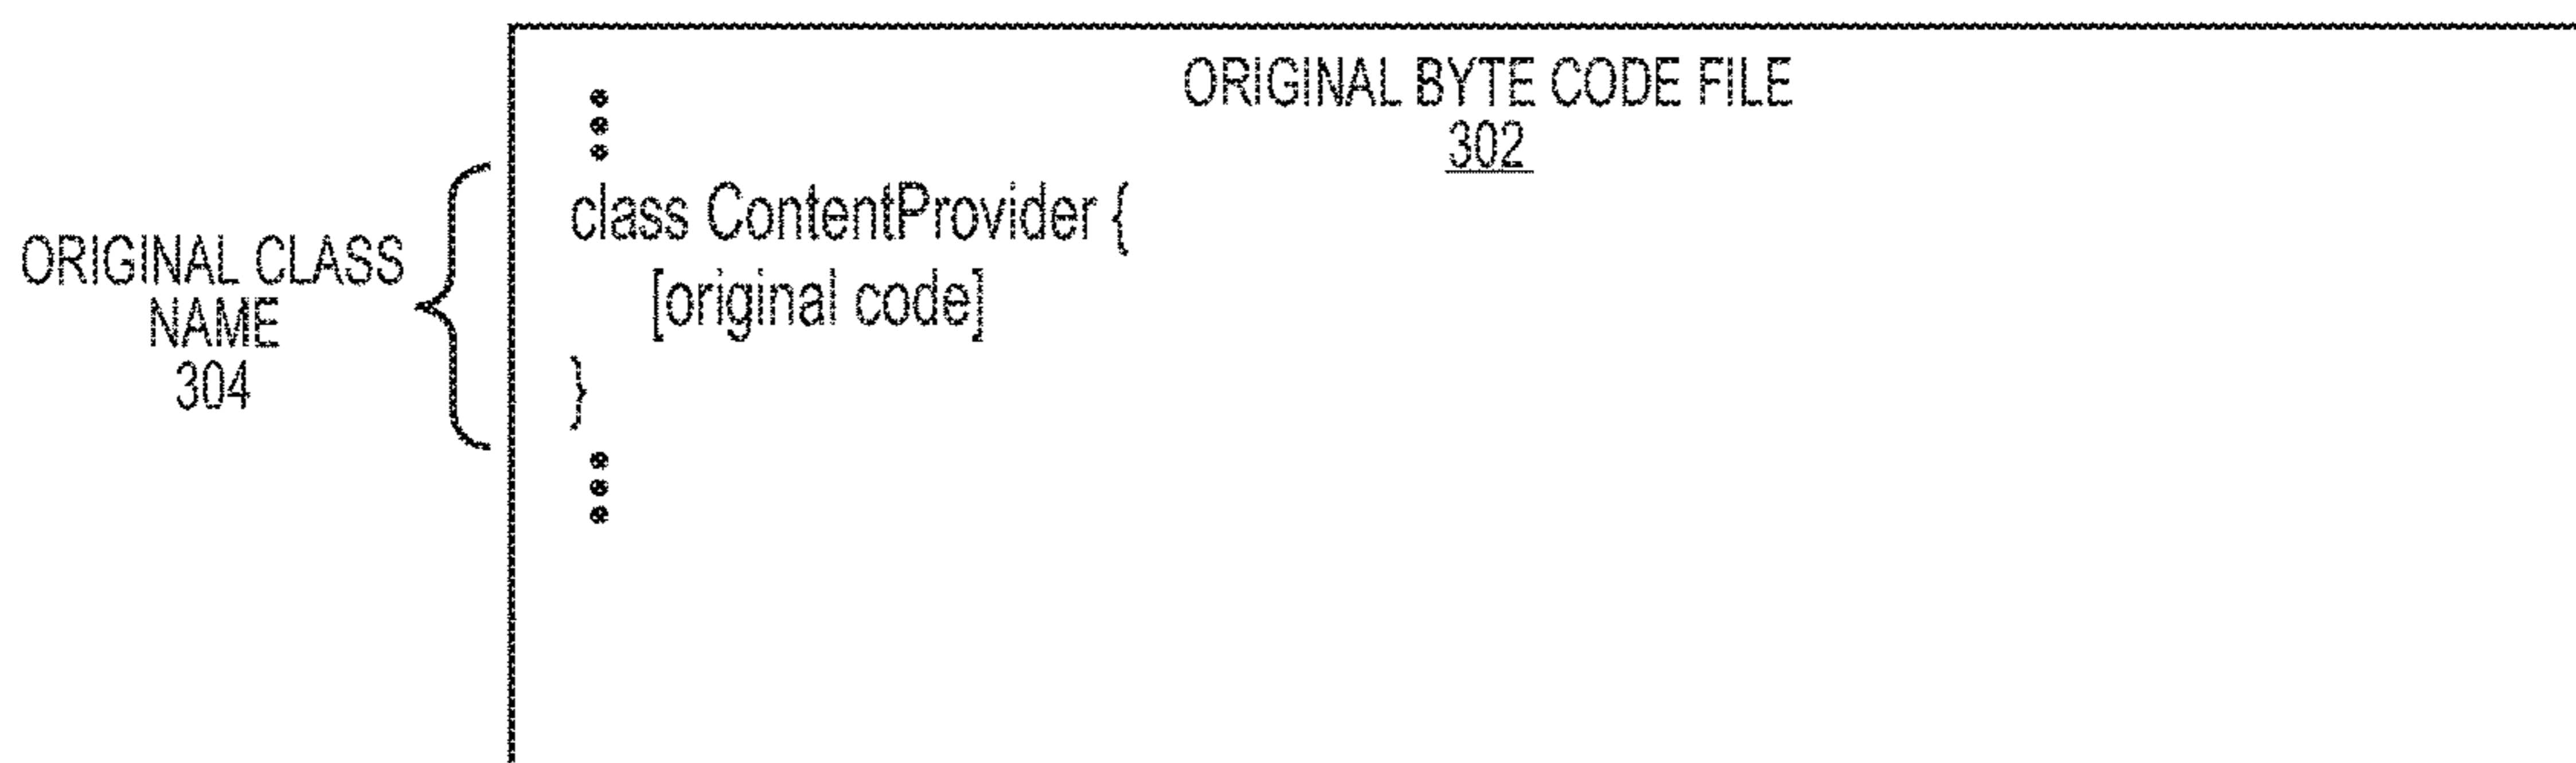 ORIGINAL BYTE CODE FILE
302
class ContentProvider {
[original code]
}
ORIGINAL CLASS
NAME
304